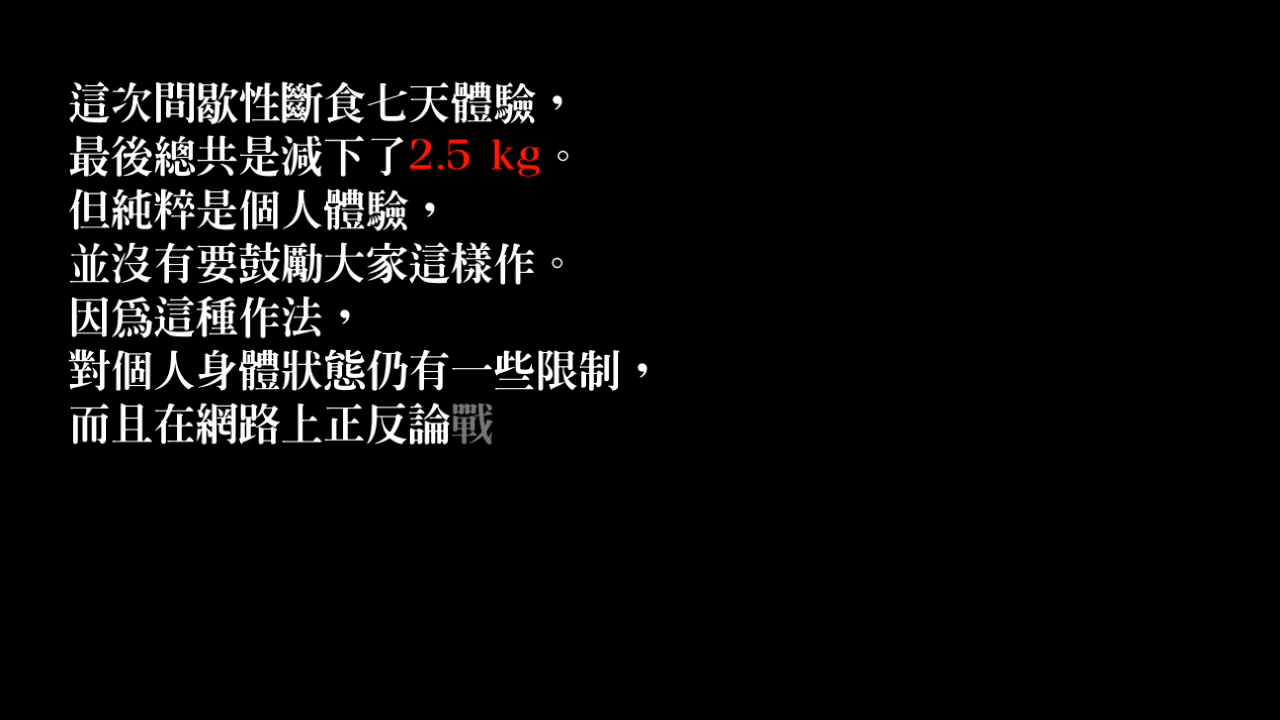 這次間歇性斷食七天體驗，
最後總共是減下了2.5 kg。
但純粹是個人體驗，
並沒有要鼓勵大家這樣作。
因為這種作法，
對個人身體狀態仍有一些限制，
而且在網路上正反論戰